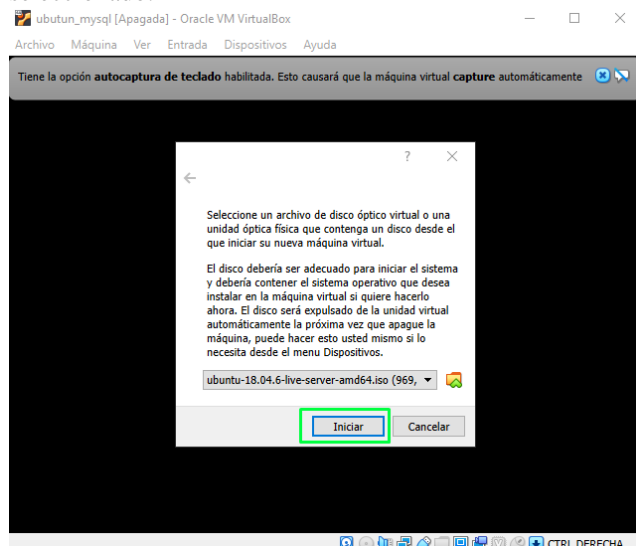 ubutun_mysql [Apagada] - Oracle VM VirtualBox
Archivo Máquina Ver Entrada Dispositivos Ayuda
Tiene la opción autocaptura de teclado habilitada. Esto causará que la máquina virtual capture automáticamente
?
Seleccione un archivo de disco óptico virtual o una
unidad óptica física que contenga un disco desde el
que iniciar su nueva máquina virtual.
El disco debería ser adecuado para iniciar el sistema
y debería contener el sistema operativo que desea
instalar en la máquina virtual si quiere hacerlo
ahora. El disco será expulsado de la unidad virtual
automáticamente la próxima vez que apague la
máquina, puede hacer esto usted mismo si lo
necesita desde el menu Dispositivos.
ubuntu-18.04.6-live-server-amd64.iso (969,
Iniciar Cancelar
CTRL DERECHA